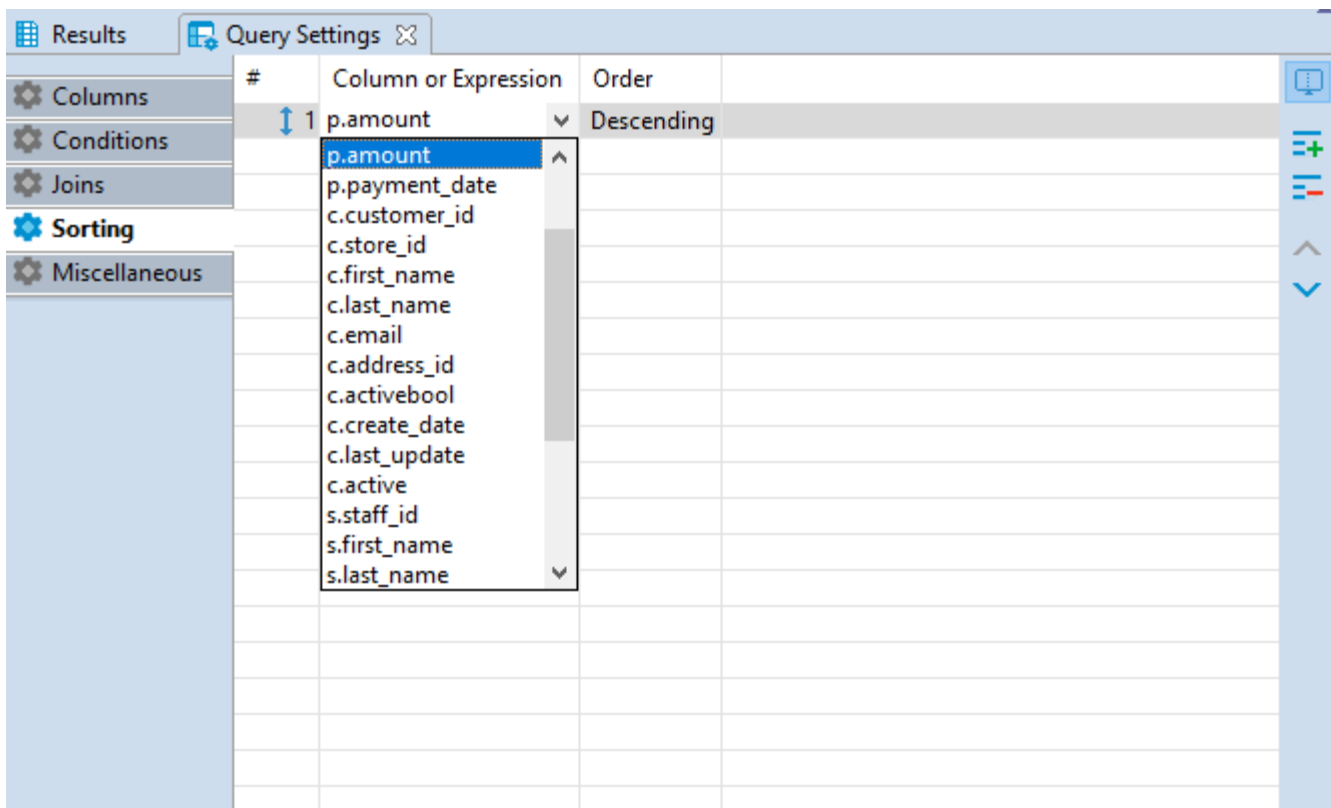 Results Query Settings
# Column or Expression Order
Columns
1 p.amount Descending
Conditions
Joins
Sorting
Miscellaneous
p.amount
p.payment_date
c.customer_id
c.store_id
c.first_name
c.last_name
c.email
c.address_id
c.activebool
c.create_date
c.last_update
c.active
s.staff_id
s.first_name
s.last_name